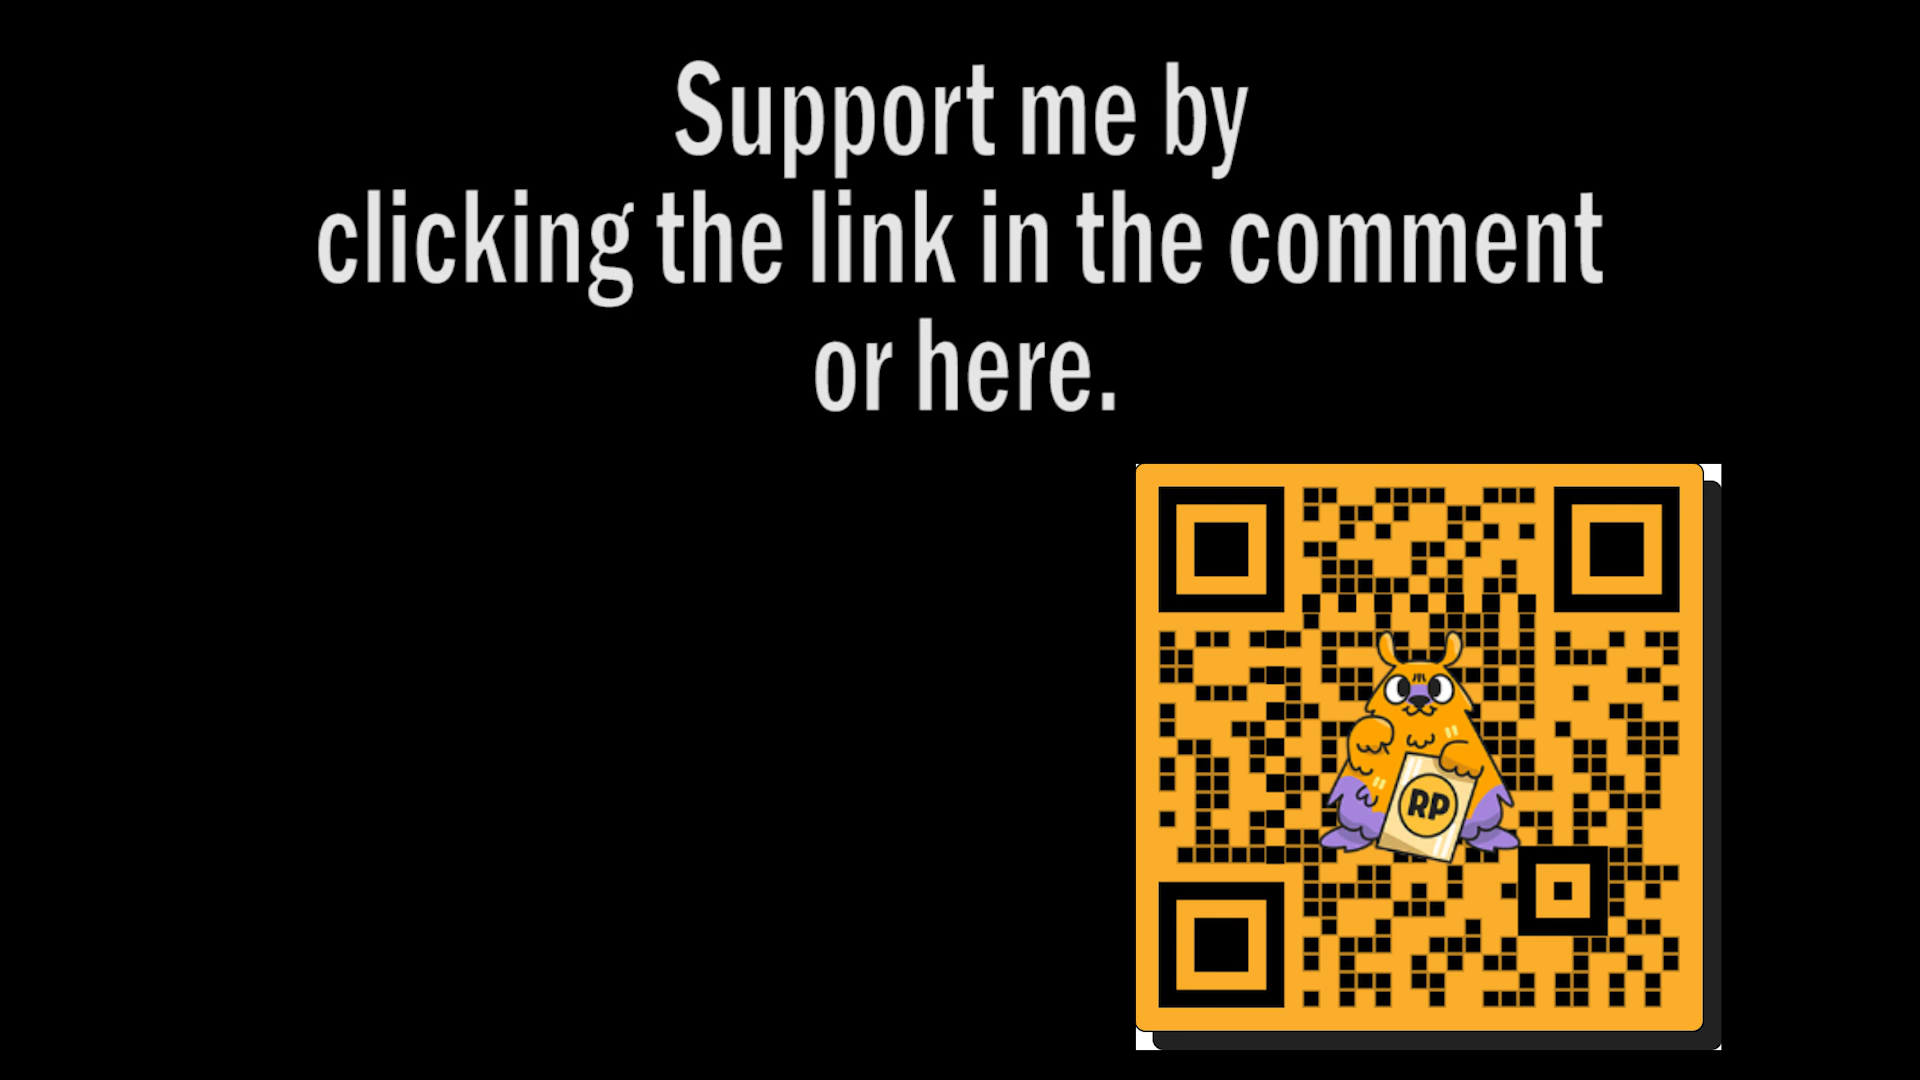 Support me by
clicking the link in the comment
or here.
RP